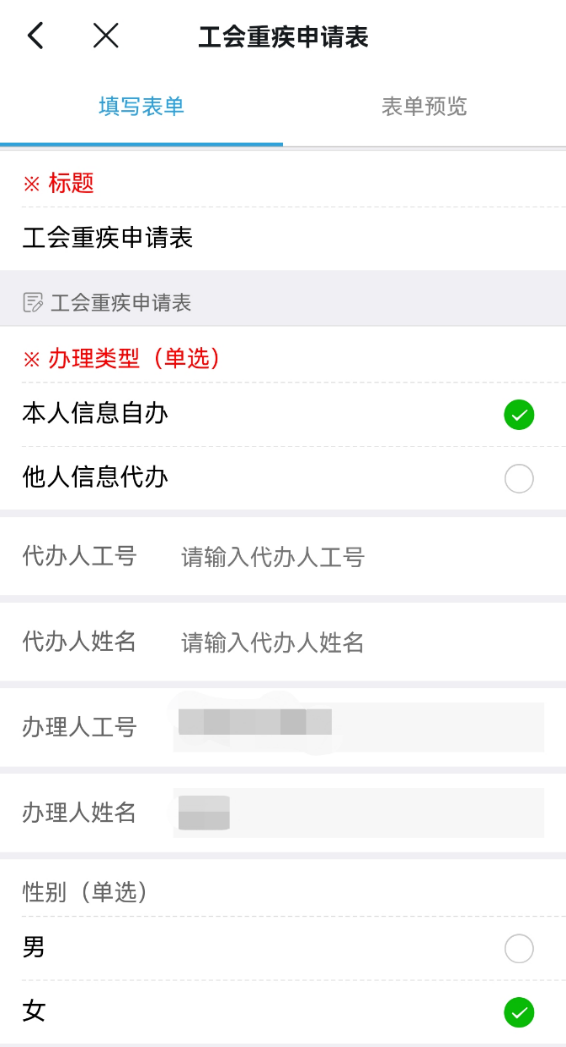 工会重疾申请表
填写表单 表单预览
※ 标题
工会重疾申请表
工会重疾申请表
※ 办理类型（单选）
本人信息自办
他人信息代办
代办人工号 请输入代办人工号
代办人姓名 请输入代办人姓名
办理人工号
办理人姓名
性别（单选）
男
女